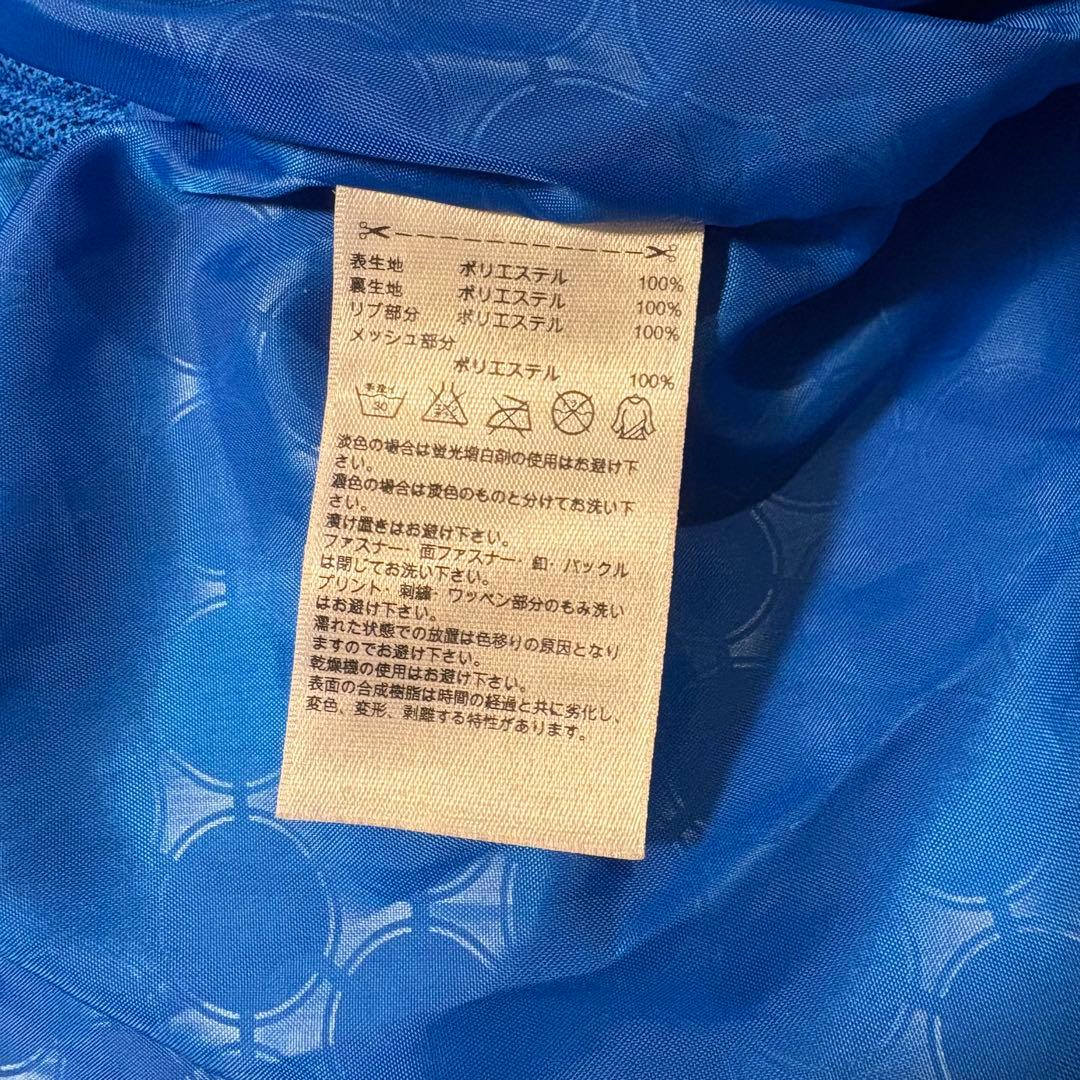 表生地 ポリエステル 100%
裏生地 ポリエステル 100%
リブ部分 ポリエステル 100%
メッシュ部分
ポリエステル 100%
手洗イ
30
淡色の場合は蛍光増白剤の使用はお避け下
さい。
濃色の場合は淡色のものと分けてお洗い下
さい。
漬け置きはお避け下さい。
ファスナー・面ファスナー・釦・バックル
は閉じてお洗い下さい。
プリント・刺繍・ワッペン部分のもみ洗い
はお避け下さい。
濡れた状態での放置は色移りの原因となり
ますのでお避け下さい。
乾燥機の使用はお避け下さい。
表面の合成樹脂は時間の経過と共に劣化し、
変色、変形、剥離する特性があります。